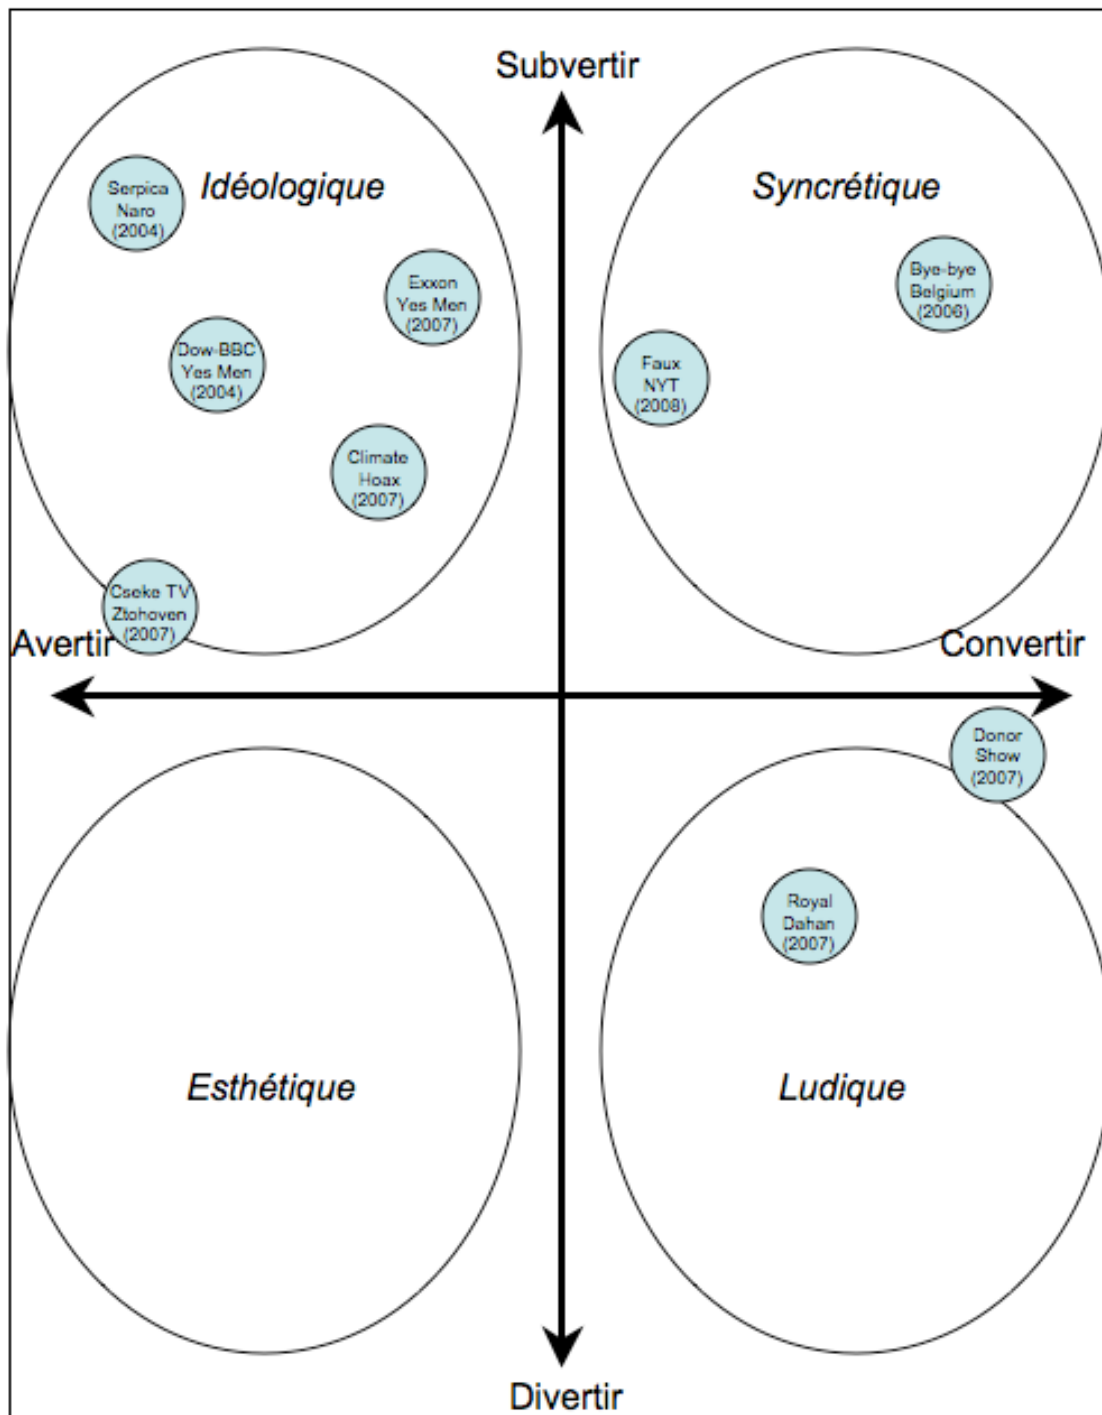 Subvertir
Idéologique
Syncrétique
Serpica
Naro
(2004)
Exxon
Yes Men
(2007)
Bye-bye
Belgium
(2006)
Dow-BBC
Yes Men
(2004)
Faux
NYT
(2008)
Climate
Hoax
(2007)
Cseke TV
Ztohoven
(2007)
Avertir
Convertir
Donor
Show
(2007)
Royal
Dahan
(2007)
Esthétique
Ludique
Divertir